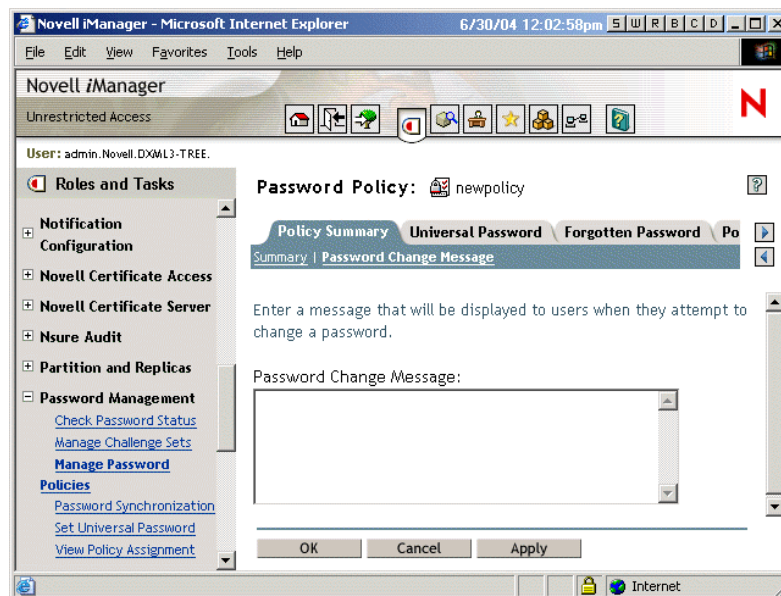 Novell iManager - Microsoft Internet Explorer 6/30/04 12:02:58pm S W R B C D
File Edit View Favorites Tools Help
Novell iManager
Unrestricted Access
N
User: admin.Novell.DXML3-TREE.
Roles and Tasks
Notification
Configuration
Novell Certificate Access
Novell Certificate Server
Nsure Audit
Partition and Replicas
Password Management
Check Password Status
Manage Challenge Sets
Manage Password
Policies
Password Synchronization
Set Universal Password
View Policy Assignment
Password Policy: newpolicy ?
Policy Summary Universal Password Forgotten Password Po
Summary | Password Change Message
Enter a message that will be displayed to users when they attempt to
change a password.
Password Change Message:
OK Cancel Apply
Internet